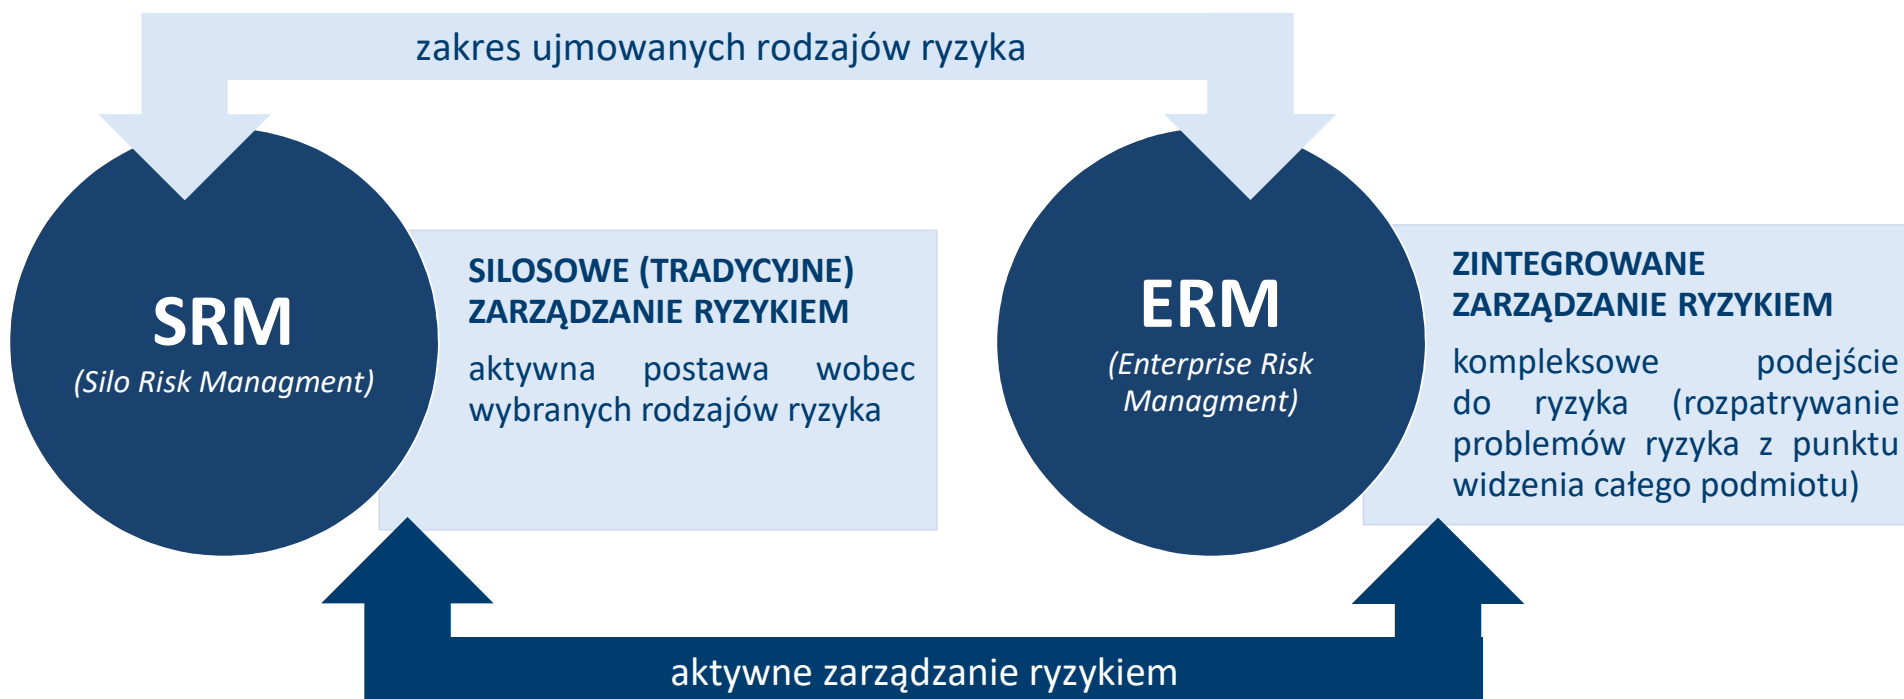 zakres ujmowanych rodzajów ryzyka
SRM
(Silo Risk Managment)
SILOSOWE (TRADYCYJNE)
ZARZĄDZANIE RYZYKIEM
aktywna postawa wobec
wybranych rodzajów ryzyka
ERM
(Enterprise Risk
Managment)
ZINTEGROWANE
ZARZĄDZANIE RYZYKIEM
kompleksowe podejście
do ryzyka (rozpatrywanie
problemów ryzyka z punktu
widzenia całego podmiotu)
aktywne zarządzanie ryzykiem